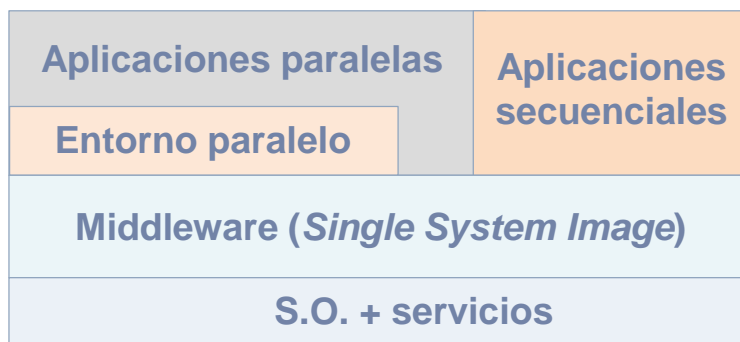 Aplicaciones paralelas
Aplicaciones
secuenciales
Entorno paralelo
Middleware (Single System Image)
S.O. + servicios